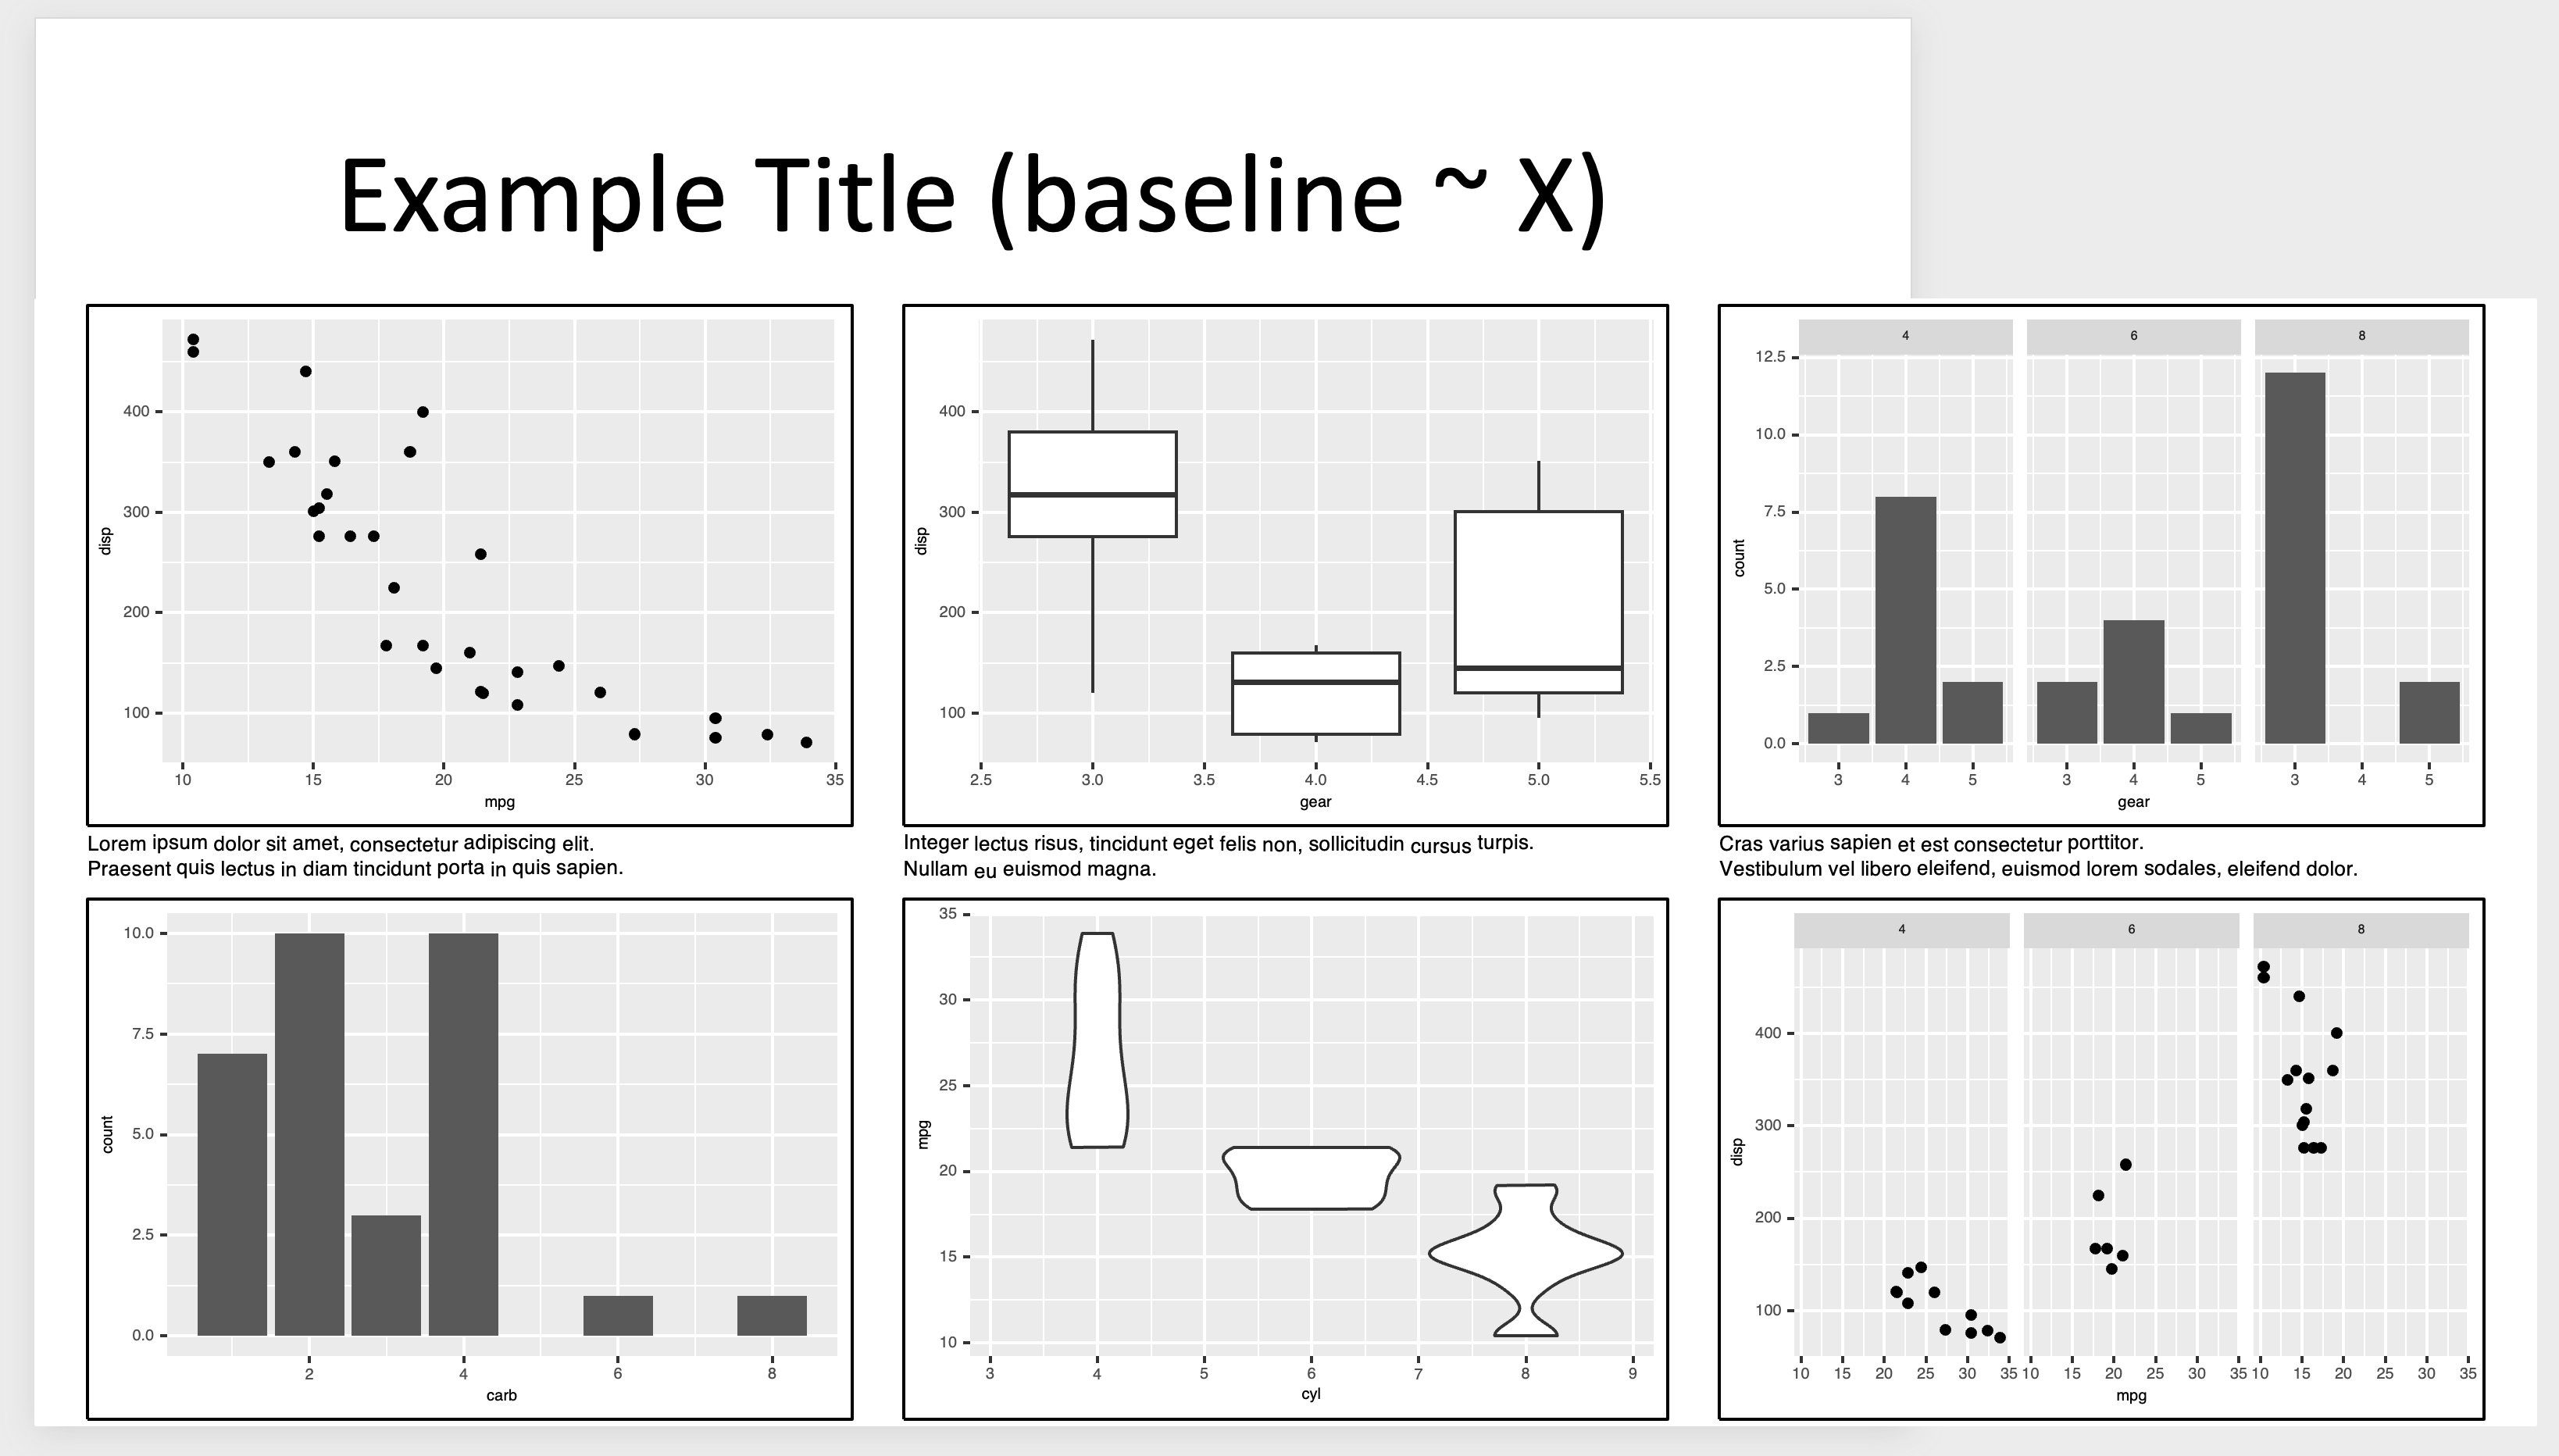 Example Title (baseline ~ X)
400
300
200
100
disp
10 15 20 25 30 35
mpg
400
300
200
100
disp
2.5 3.0 3.5 4.0 4.5 5.0 5.5
gear
4 6 8
12.5
10.0
7.5
5.0
2.5
0.0
count
3 4 5 3 4 5 3 4 5
gear
Lorem ipsum dolor sit amet, consectetur adipiscing elit.
Praesent quis lectus in diam tincidunt porta in quis sapien.
Integer lectus risus, tincidunt eget felis non, sollicitudin cursus turpis.
Nullam eu euismod magna.
Cras varius sapien et est consectetur porttitor.
Vestibulum vel libero eleifend, euismod lorem sodales, eleifend dolor.
10.0
7.5
5.0
2.5
0.0
count
2 4 6 8
carb
35
30
25
20
15
10
mpg
3 4 5 6 7 8 9
cyl
4 6 8
400
300
200
100
disp
10 15 20 25 30 35 10 15 20 25 30 35 10 15 20 25 30 35
mpg